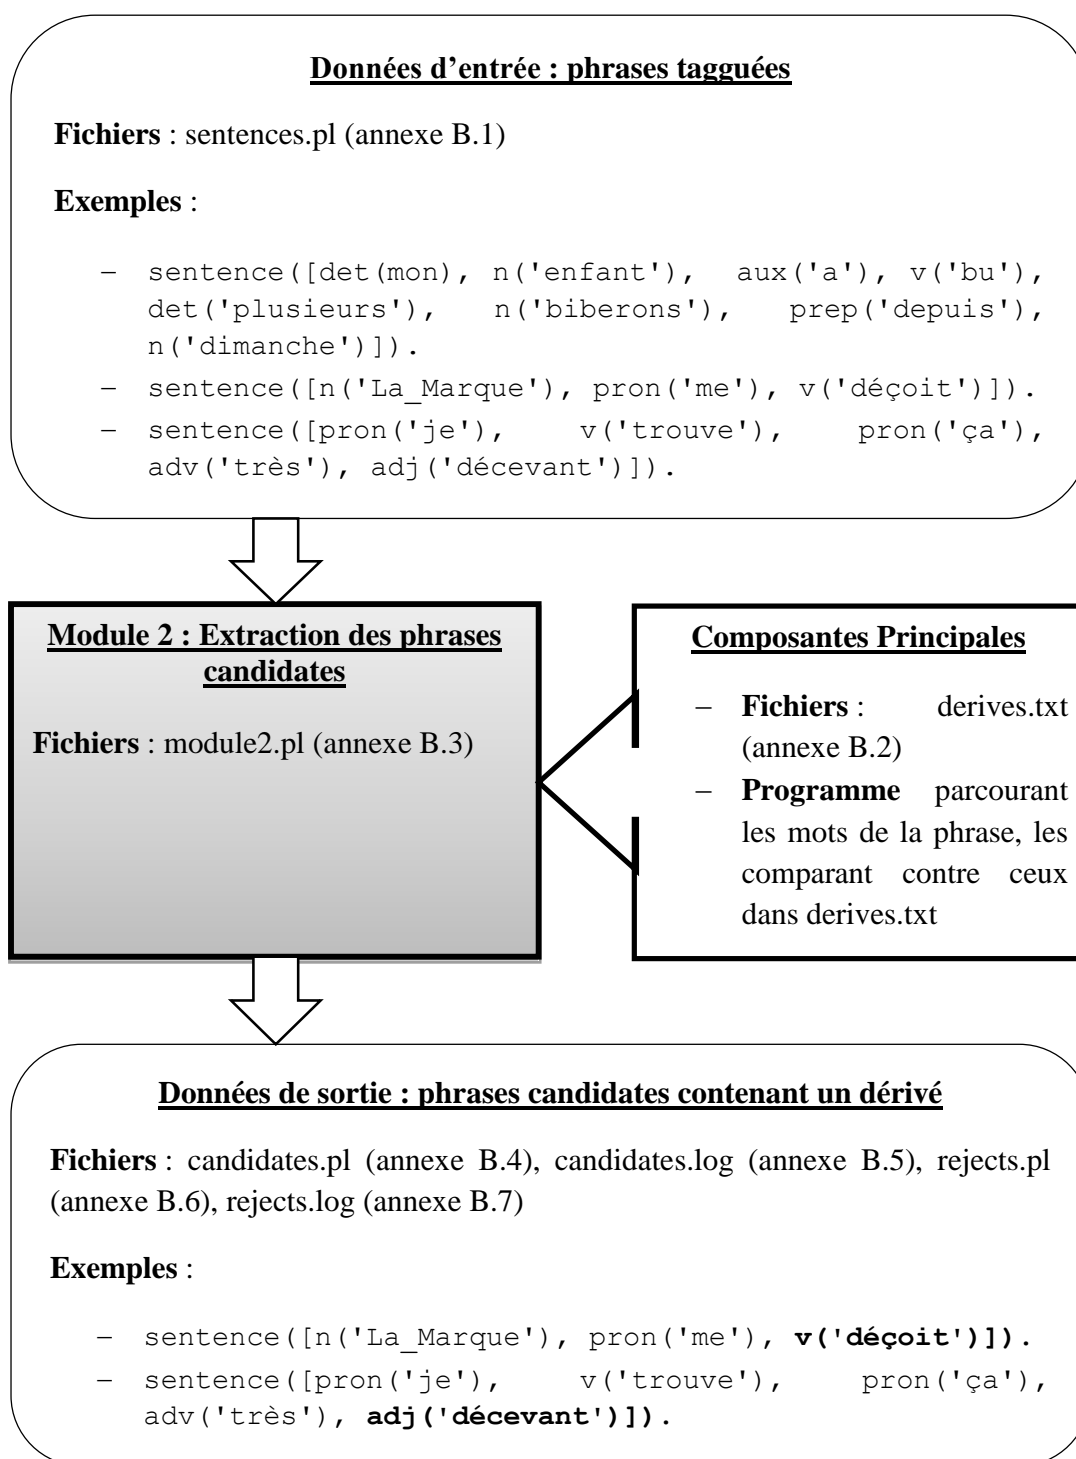 Données d'entrée : phrases tagguées
Fichiers : sentences.pl (annexe B.1)
Exemples :
– sentence([det(mon), n('enfant'), aux('a'), v('bu'),
det('plusieurs'), n('biberons'), prep('depuis'),
n('dimanche')]).
– sentence([n('La_Marque'), pron('me'), v('déçoit')]).
– sentence([pron('je'), v('trouve'), pron('ça'),
adv('très'), adj('décevant')]).
Module 2 : Extraction des phrases
candidates
Fichiers : module2.pl (annexe B.3)
Composantes Principales
– Fichiers : derives.txt
(annexe B.2)
– Programme parcourant
les mots de la phrase, les
comparant contre ceux
dans derives.txt
Données de sortie : phrases candidates contenant un dérivé
Fichiers : candidates.pl (annexe B.4), candidates.log (annexe B.5), rejects.pl
(annexe B.6), rejects.log (annexe B.7)
Exemples :
– sentence([n('La_Marque'), pron('me'), v('déçoit')]).
– sentence([pron('je'), v('trouve'), pron('ça'),
adv('très'), adj('décevant')]).